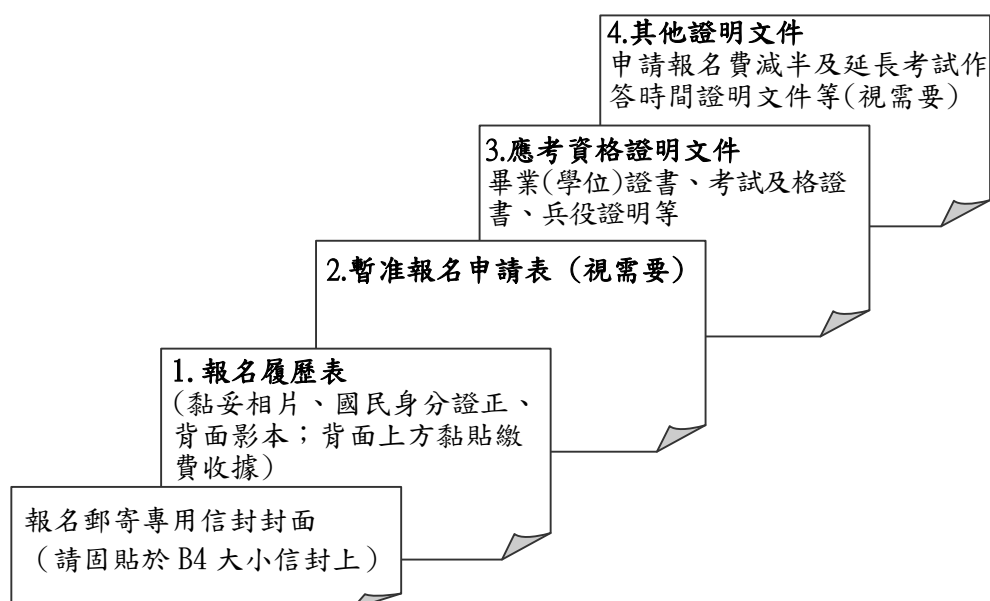 4.其他證明文件
申請報名費減半及延長考試作
答時間證明文件等(視需要)
3.應考資格證明文件
畢業(學位)證書、考試及格證
書、兵役證明等
2.暫准報名申請表（視需要）
1.報名履歷表
(黏妥相片、國民身分證正、
背面影本；背面上方黏貼繳
費收據)
報名郵寄專用信封封面
（請固貼於 B4 大小信封上）